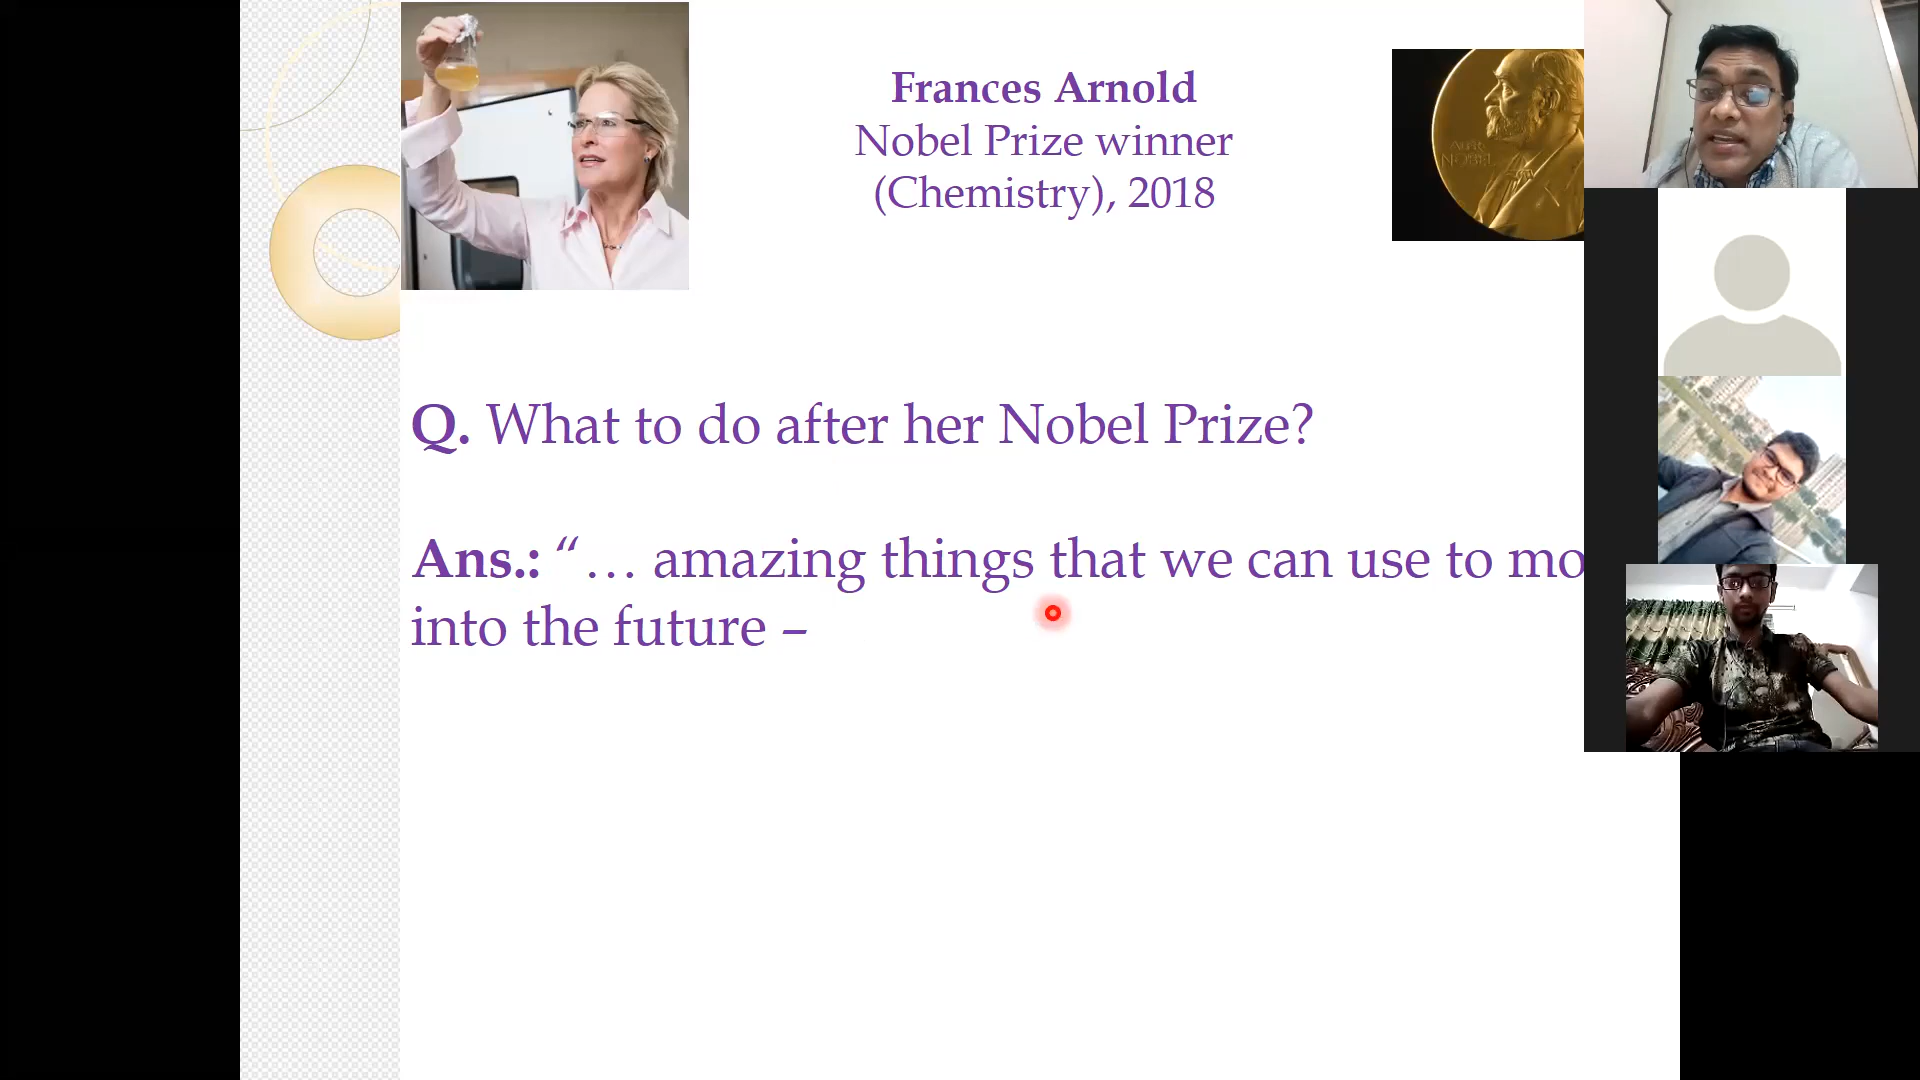 Frances Arnold
Nobel Prize winner
(Chemistry), 2018
NOBEL
Q. What to do after her Nobel Prize?
Ans.: “… amazing things that we can use to mo
into the future –